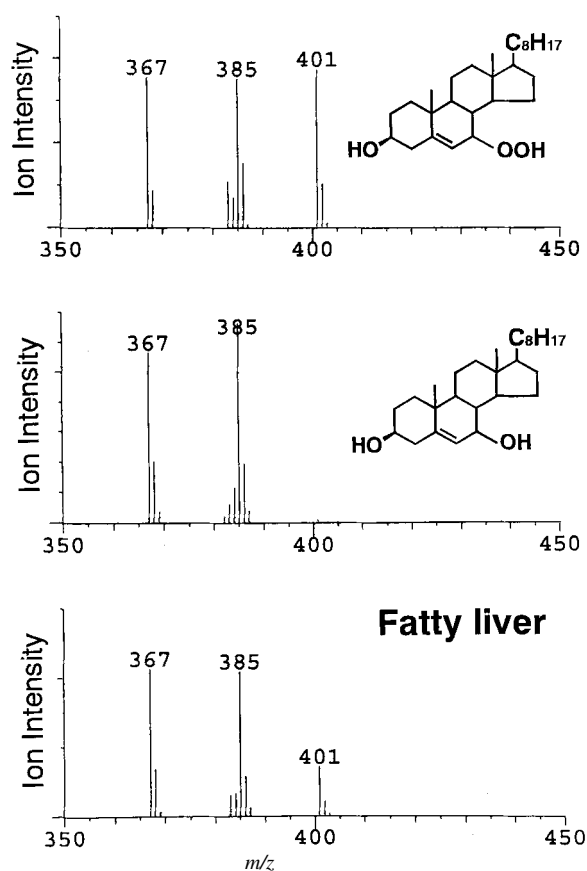 Ion Intensity
367
385
401
C8H17
HO
OOH
350
400
450
Ion Intensity
367
385
C8H17
HO
OH
350
400
450
Fatty liver
Ion Intensity
367
385
401
350
400
450
m/z